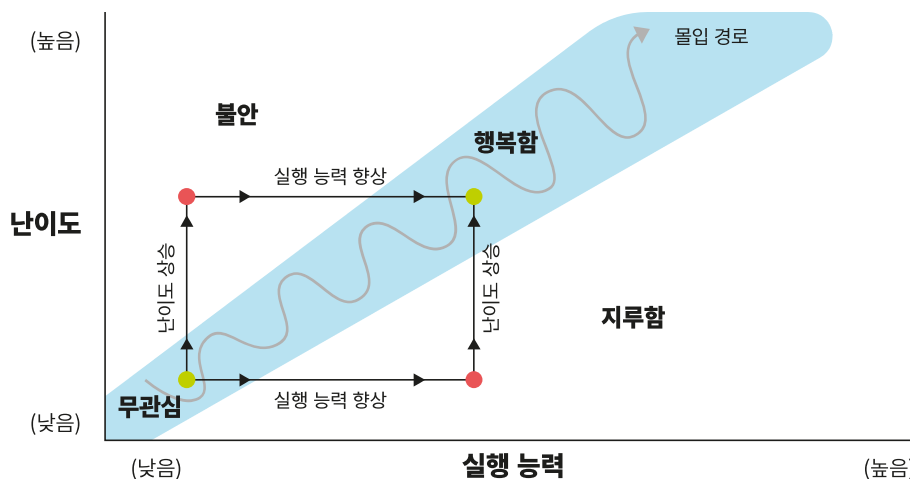 (높음)
몰입 경로
불안
행복함
실행 능력 향상
난이도
난이도 상승
난이도 상승
지루함
실행 능력 향상
무관심
(낮음)
(낮음)
실행 능력
(높음)